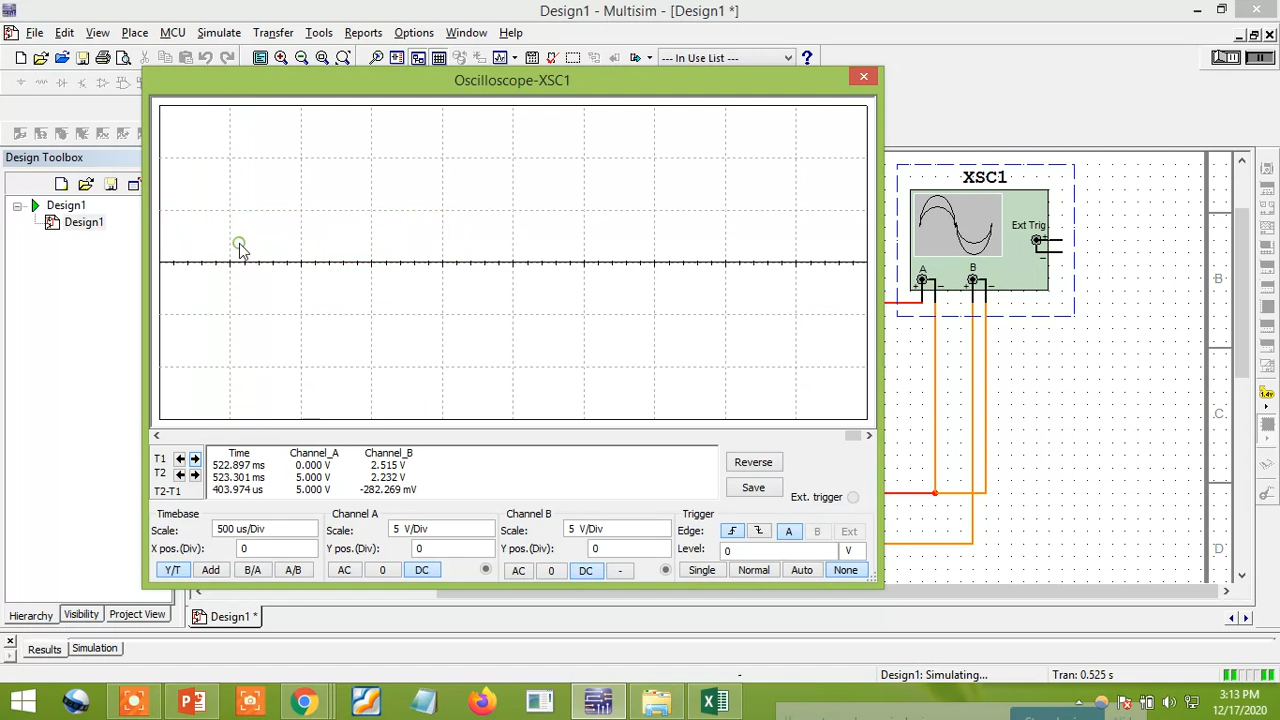 Design1 - Multisim - [Design1 *]
File Edit View Place MCU Simulate Transfer Tools Reports Options Window Help
--- In Use List ---
?
Oscilloscope-XSC1
Design Toolbox
Design1
Design1
XSC1
Ext Trig
+
−
A B
+ − + −
B
C
D
1.4v
T1
T2
T2-T1
Time Channel_A Channel_B
522.897 ms 0.000 V 2.515 V
523.301 ms 5.000 V 2.232 V
403.974 us 5.000 V -282.269 mV
Reverse
Save
Ext. trigger
Timebase
Scale: 500 us/Div
X pos.(Div): 0
Y/T Add B/A A/B
Channel A
Scale: 5 V/Div
Y pos.(Div): 0
AC 0 DC
Channel B
Scale: 5 V/Div
Y pos.(Div): 0
AC 0 DC -
Trigger
Edge: A B Ext
Level: 0 V
Single Normal Auto None
Hierarchy Visibility Project View
Design1 *
Results Simulation
-
Design1: Simulating...
Tran: 0.525 s
3:13 PM
12/17/2020